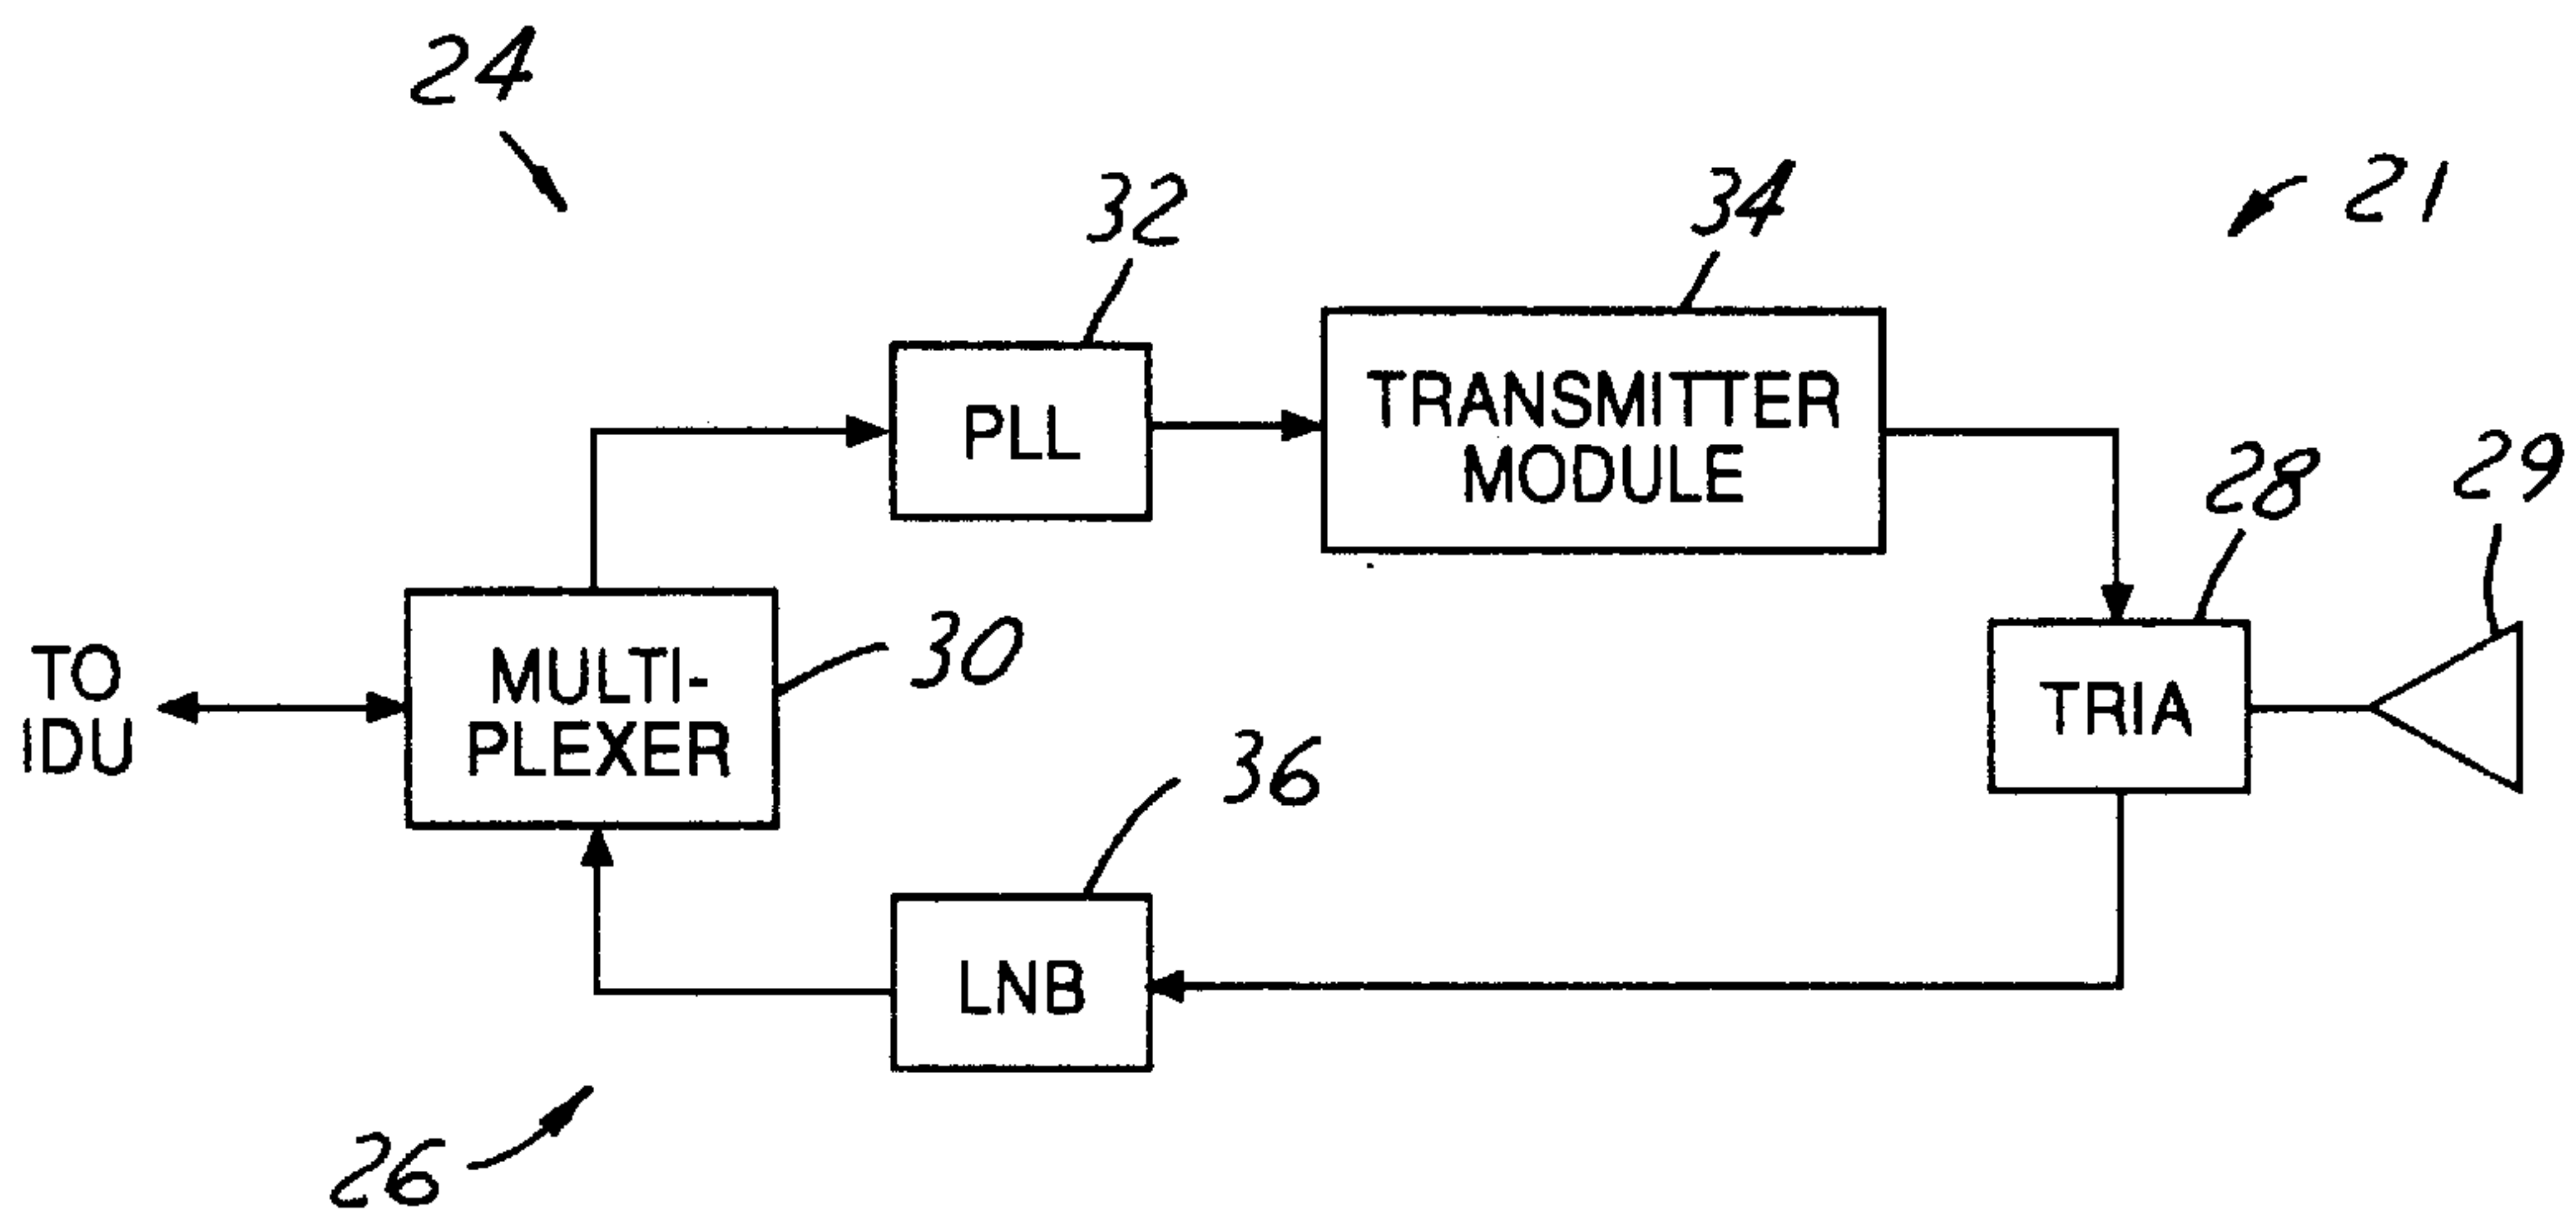 24
32
34
21
PLL
TRANSMITTER
MODULE
28
29
TO
IDU
MULTI-
PLEXER
30
TRIA
36
LNB
26